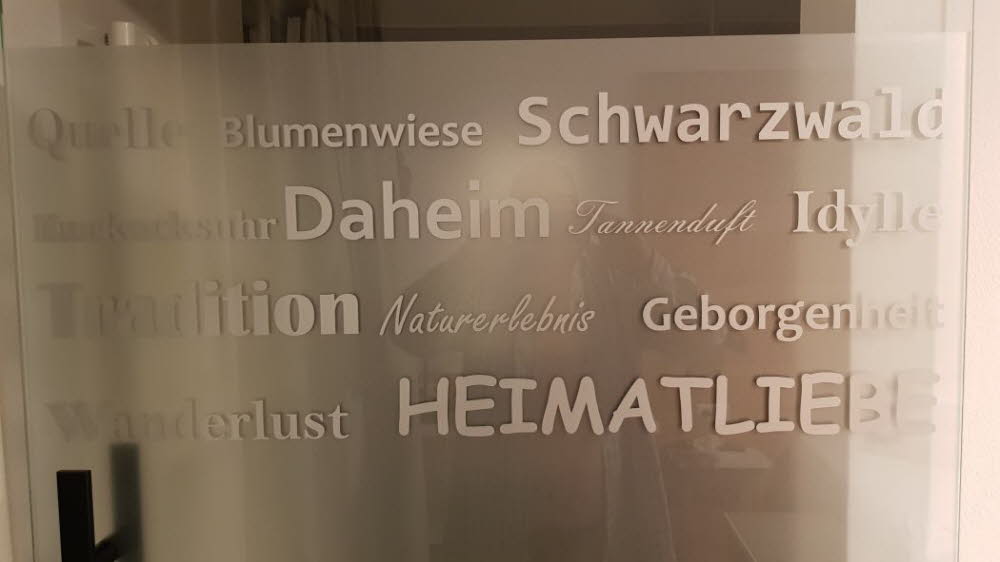 Quelle Blumenwiese Schwarzwald
Kuckucksuhr Daheim Tannenduft Idylle
Tradition Naturerlebnis Geborgenheit
Wanderlust HEIMATLIEBE